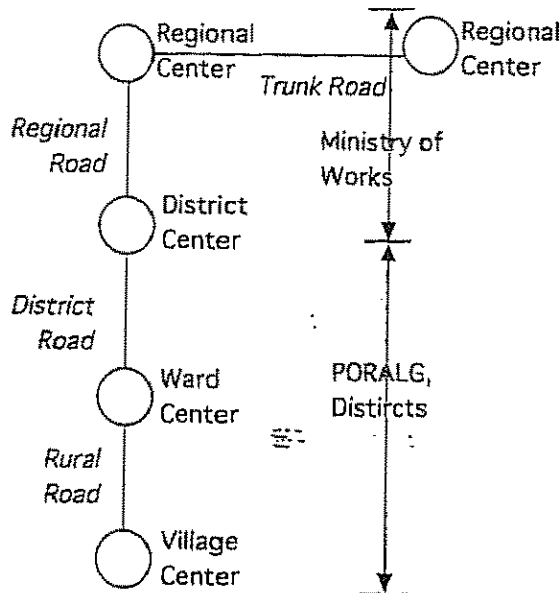 Regional
Center
Regional
Center
Trunk Road
Regional
Road
Ministry of
Works
District
Center
District
Road
PORALG,
Distircts
Ward
Center
Rural
Road
Village
Center